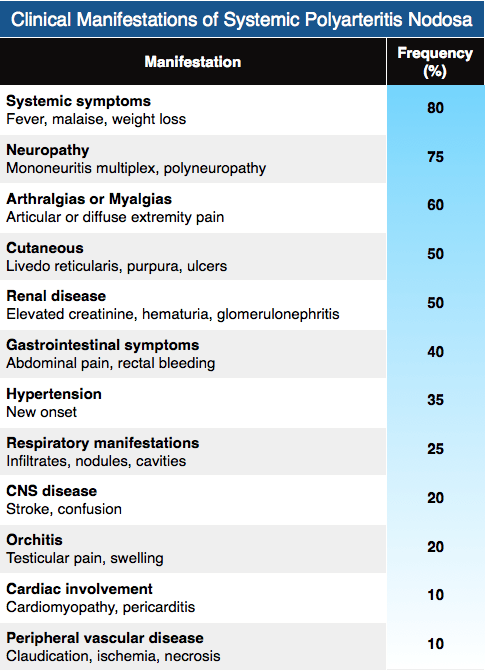 Clinical Manifestations of Systemic Polyarteritis Nodosa
Manifestation
Frequency
(%)
Systemic symptoms
Fever, malaise, weight loss
80
Neuropathy
Mononeuritis multiplex, polyneuropathy
75
Arthralgias or Myalgias
Articular or diffuse extremity pain
60
Cutaneous
Livedo reticularis, purpura, ulcers
50
Renal disease
Elevated creatinine, hematuria, glomerulonephritis
50
Gastrointestinal symptoms
Abdominal pain, rectal bleeding
40
Hypertension
New onset
35
Respiratory manifestations
Infiltrates, nodules, cavities
25
CNS disease
Stroke, confusion
20
Orchitis
Testicular pain, swelling
20
Cardiac involvement
Cardiomyopathy, pericarditis
10
Peripheral vascular disease
Claudication, ischemia, necrosis
10